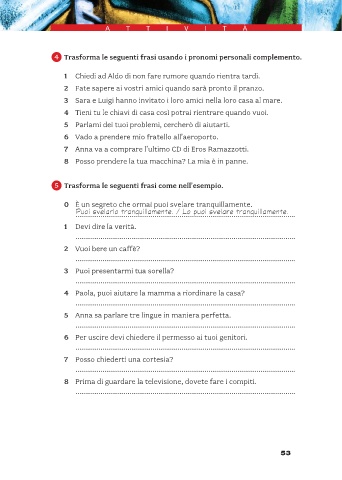 A T T I V I T À
4 Trasforma le seguenti frasi usando i pronomi personali complemento.
1 Chiedi ad Aldo di non fare rumore quando rientra tardi.
2 Fate sapere ai vostri amici quando sarà pronto il pranzo.
3 Sara e Luigi hanno invitato i loro amici nella loro casa al mare.
4 Tieni tu le chiavi di casa così potrai rientrare quando vuoi.
5 Parlami dei tuoi problemi, cercherò di aiutarti.
6 Vado a prendere mio fratello all'aeroporto.
7 Anna va a comprare l'ultimo CD di Eros Ramazzotti.
8 Posso prendere la tua macchina? La mia è in panne.
5 Trasforma le seguenti frasi come nell'esempio.
0 È un segreto che ormai puoi svelare tranquillamente.
Puoi svelarlo tranquillamente. / Lo puoi svelare tranquillamente.
1 Devi dire la verità.
2 Vuoi bere un caffè?
3 Puoi presentarmi tua sorella?
4 Paola, puoi aiutare la mamma a riordinare la casa?
5 Anna sa parlare tre lingue in maniera perfetta.
6 Per uscire devi chiedere il permesso ai tuoi genitori.
7 Posso chiederti una cortesia?
8 Prima di guardare la televisione, dovete fare i compiti.
53